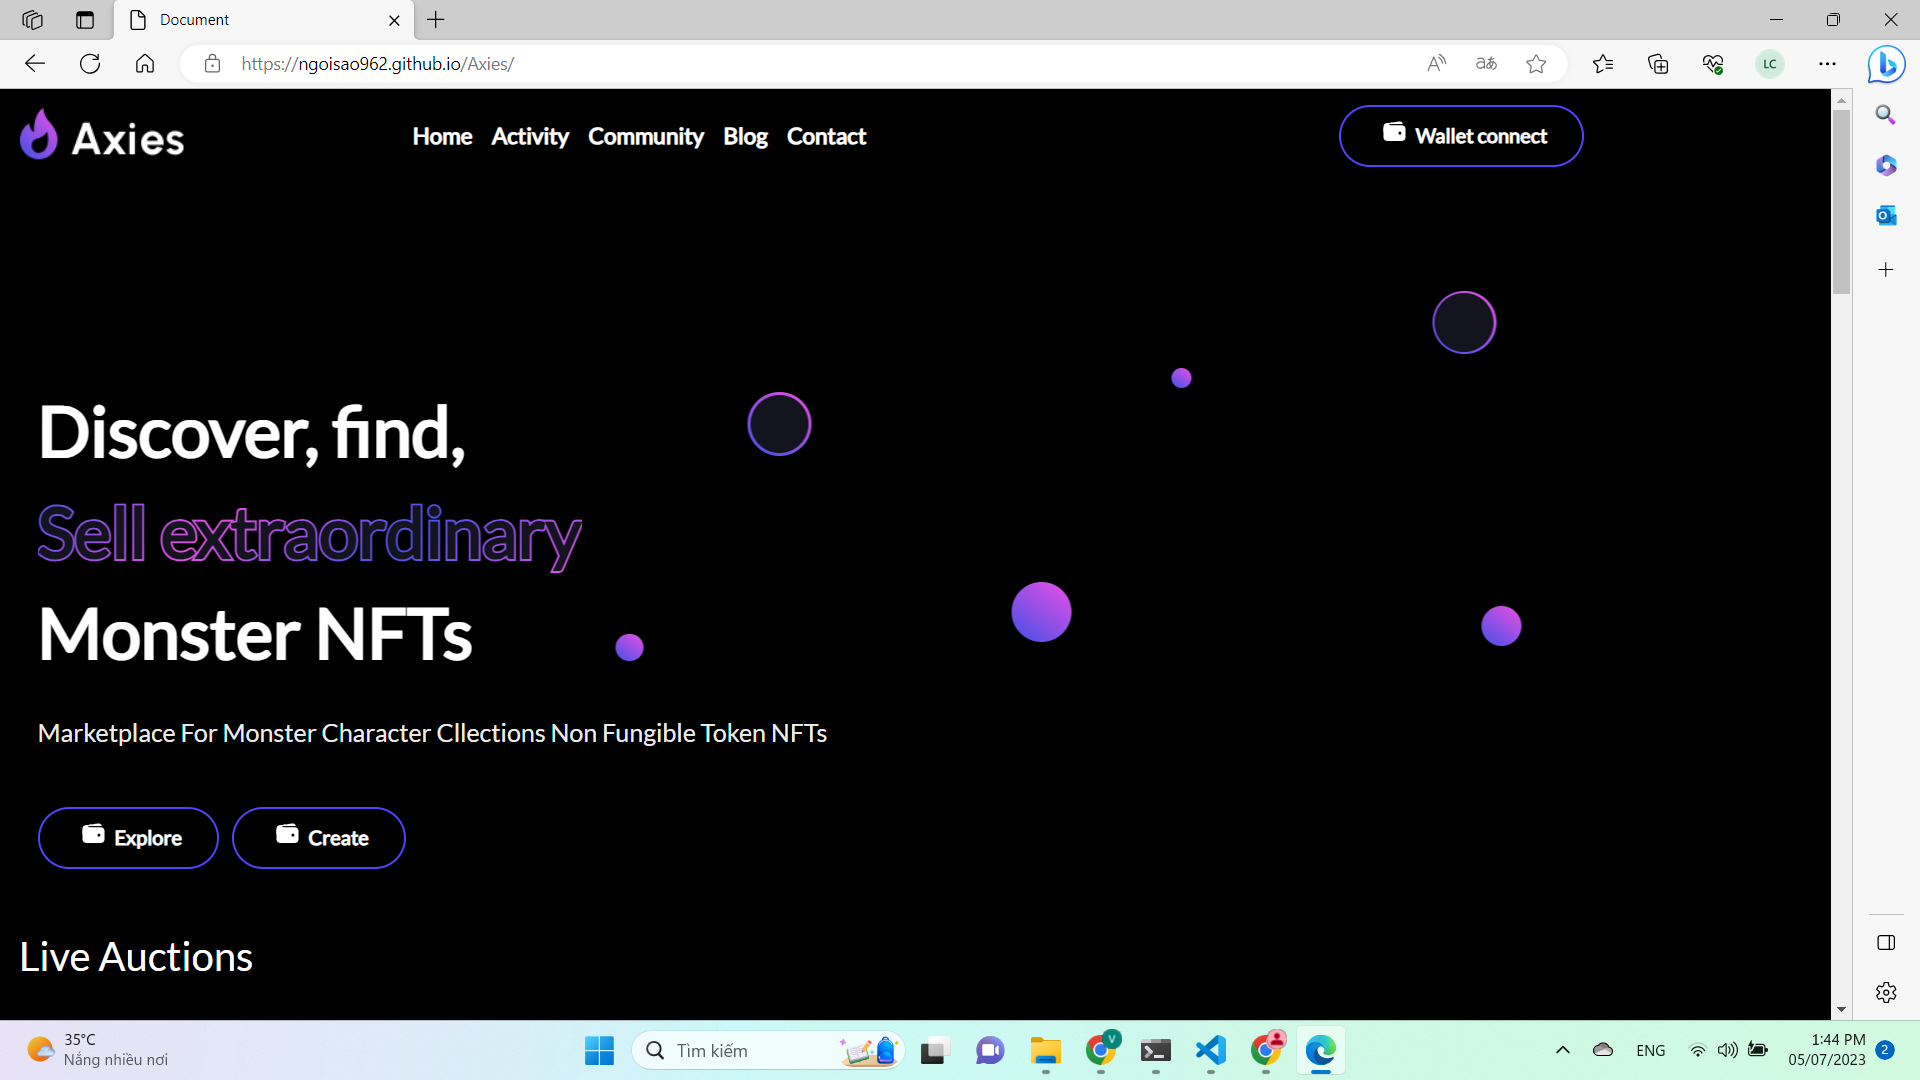 Document
https://ngoisao962.github.io/Axies/
LC
Axies
Home Activity Community Blog Contact
Wallet connect
Discover, find,
Sell extraordinary
Monster NFTs
Marketplace For Monster Character Cllections Non Fungible Token NFTs
Explore
Create
Live Auctions
35°C
Nắng nhiều nơi
Tìm kiếm
V
ENG
1:44 PM
05/07/2023
2